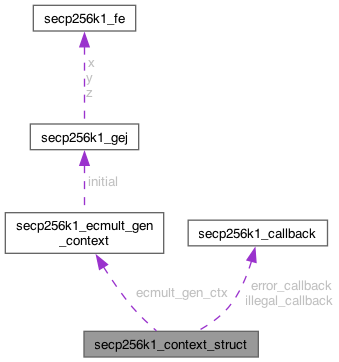 secp256k1_fe
x
y
z
secp256k1_gej
initial
secp256k1_ecmult_gen
_context
secp256k1_callback
ecmult_gen_ctx
error_callback
illegal_callback
secp256k1_context_struct